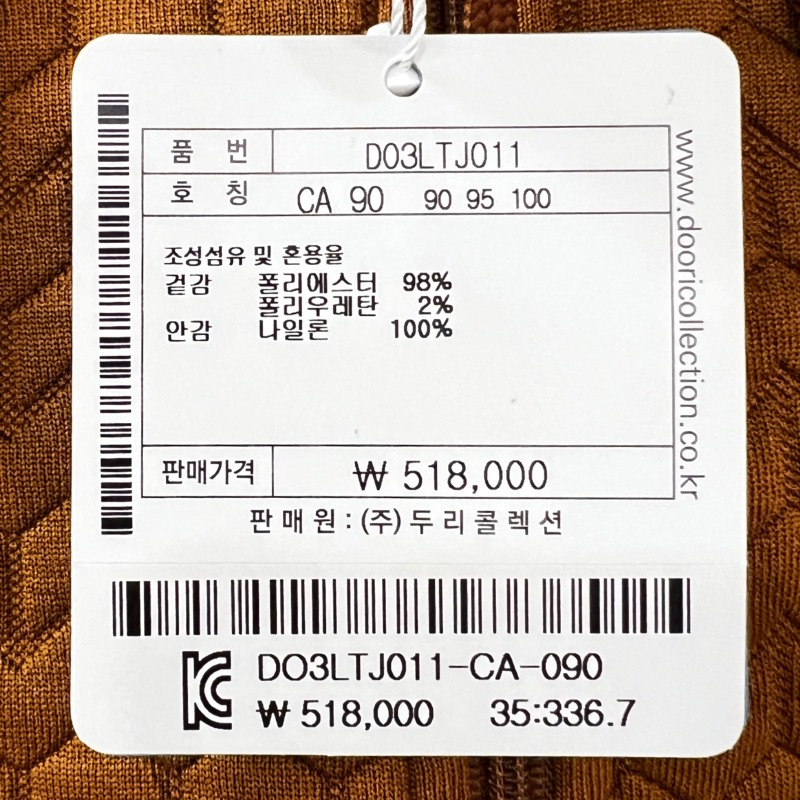 품 번 DO3LTJ011
호 칭 CA 90 90 95 100
조성섬유 및 혼용율
겉감 폴리에스터 98%
폴리우레탄 2%
안감 나일론 100%
판매가격 ₩ 518,000
판 매 원 : (주) 두 리 콜 렉 션
www.dooricollection.co.kr
DO3LTJ011-CA-090
₩ 518,000 35:336.7